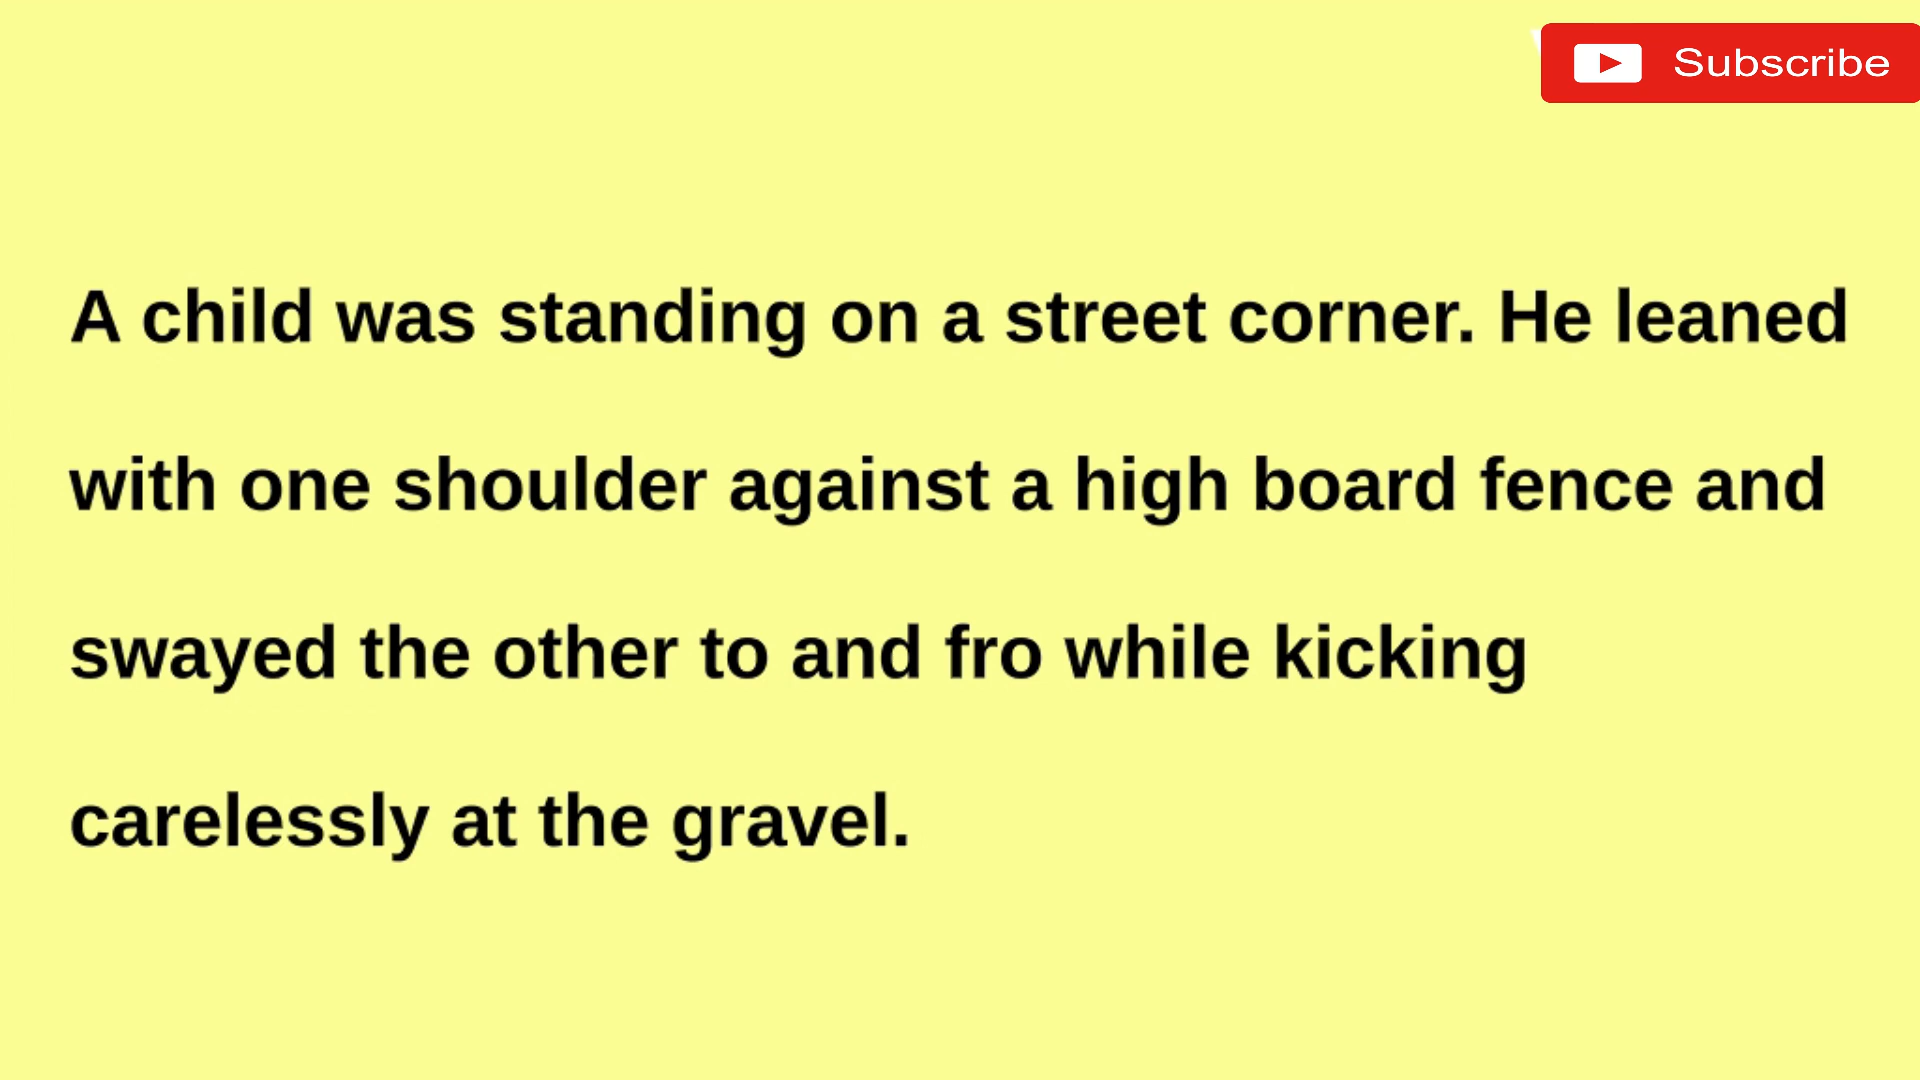 Subscribe
A child was standing on a street corner. He leaned
with one shoulder against a high board fence and
swayed the other to and fro while kicking
carelessly at the gravel.